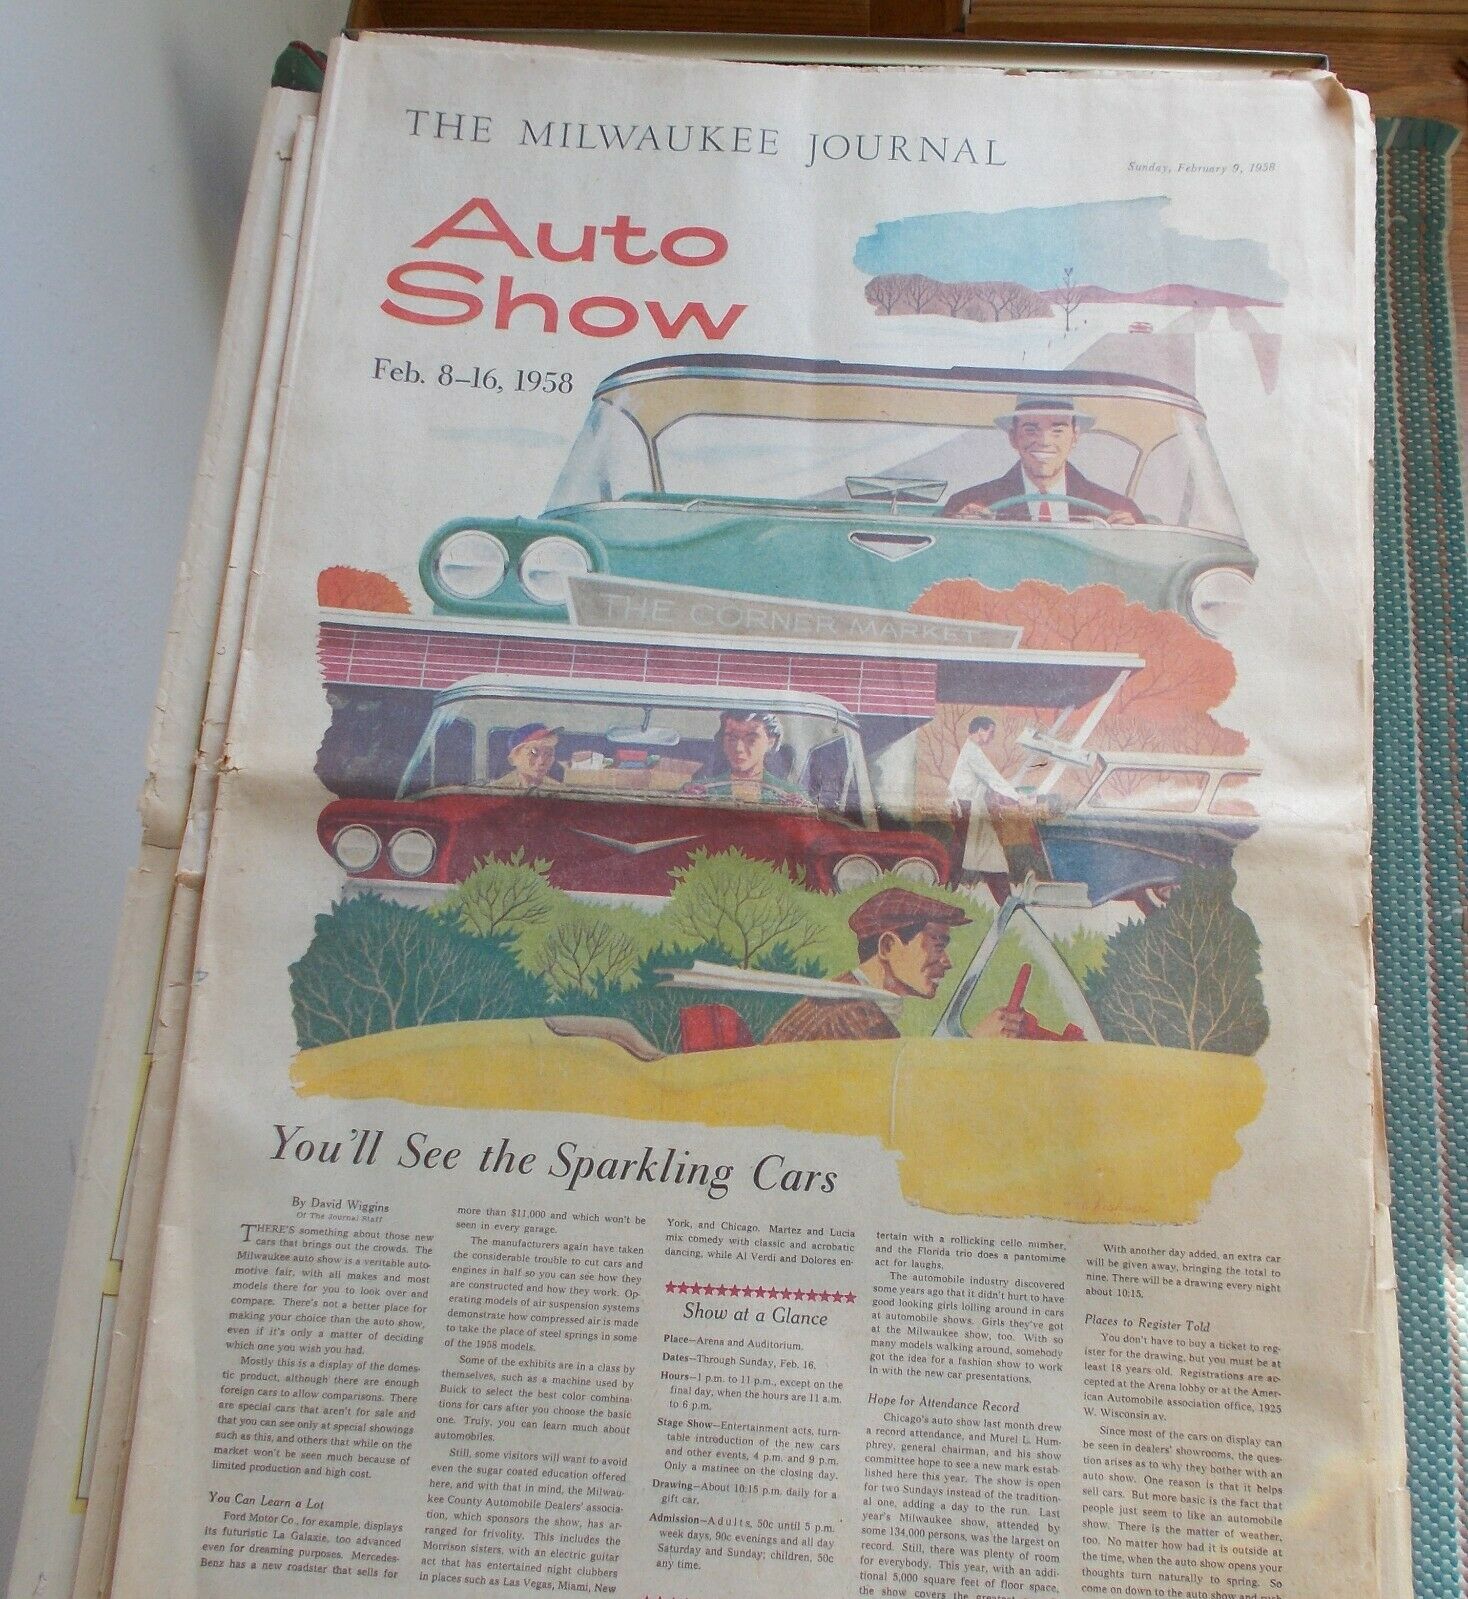 THE MILWAUKEE JOURNAL
Sunday, February 9, 1958
Auto
Show
Feb. 8–16, 1958
THE CORNER MARKET
You'll See the Sparkling Cars
By David Wiggins
Of The Journal Staff
THERE'S something about those new
cars that brings out the crowds. The
Milwaukee auto show is a veritable auto-
motive fair, with all makes and most
models there for you to look over and
compare. There's not a better place for
making your choice than the auto show,
even if it's only a matter of deciding
which one you wish you had.
Mostly this is a display of the domes-
tic product, although there are enough
foreign cars to allow comparisons. There
are special cars that aren't for sale and
that you can see only at special showings
such as this, and others that while on the
market won't be seen much because of
limited production and high cost.
You Can Learn a Lot
Ford Motor Co., for example, displays
its futuristic La Galaxie, too advanced
even for dreaming purposes. Mercedes-
Benz has a new roadster that sells for
more than $11,000 and which won't be
seen in every garage.
The manufacturers again have taken
the considerable trouble to cut cars and
engines in half so you can see how they
are constructed and how they work. Op-
erating models of air suspension systems
demonstrate how compressed air is made
to take the place of steel springs in some
of the 1958 models.
Some of the exhibits are in a class by
themselves, such as a machine used by
Buick to select the best color combina-
tions for cars after you choose the basic
one. Truly, you can learn much about
automobiles.
Still, some visitors will want to avoid
even the sugar coated education offered
here, and with that in mind, the Milwau-
kee County Automobile Dealers' associa-
tion, which sponsors the show, has ar-
ranged for frivolity. This includes the
Morrison sisters, with an electric guitar
act that has entertained night clubbers
in places such as Las Vegas, Miami, New
York, and Chicago. Martez and Lucia
mix comedy with classic and acrobatic
dancing, while Al Verdi and Dolores en-
Show at a Glance
Place—Arena and Auditorium.
Dates—Through Sunday, Feb. 16.
Hours—1 p.m. to 11 p.m., except on the
final day, when the hours are 11 a.m.
to 6 p.m.
Stage Show—Entertainment acts, turn-
table introduction of the new cars
and other events, 4 p.m. and 9 p.m.
Only a matinee on the closing day.
Drawing—About 10:15 p.m. daily for a
gift car.
Admission—Adults, 50c until 5 p.m.
week days, 90c evenings and all day
Saturday and Sunday; children, 50c
any time.
tertain with a rollicking cello number,
and the Florida trio does a pantomime
act for laughs.
The automobile industry discovered
some years ago that it didn't hurt to have
good looking girls lolling around in cars
at automobile shows. Girls they've got
at the Milwaukee show, too. With so
many models walking around, somebody
got the idea for a fashion show to work
in with the new car presentations.
Hope for Attendance Record
Chicago's auto show last month drew
a record attendance, and Murel L. Hum-
phrey, general chairman, and his show
committee hope to see a new mark estab-
lished here this year. The show is open
for two Sundays instead of the tradition-
al one, adding a day to the run. Last
year's Milwaukee show, attended by
some 134,000 persons, was the largest on
record. Still, there was plenty of room
for everybody. This year, with an addi-
tional 5,000 square feet of floor space,
the show covers the greatest
With another day added, an extra car
will be given away, bringing the total to
nine. There will be a drawing every night
about 10:15.
Places to Register Told
You don't have to buy a ticket to reg-
ister for the drawing, but you must be at
least 18 years old. Registrations are ac-
cepted at the Arena lobby or at the Amer-
ican Automobile association office, 1925
W. Wisconsin av.
Since most of the cars on display can
be seen in dealers' showrooms, the ques-
tion arises as to why they bother with an
auto show. One reason is that it helps
sell cars. But more basic is the fact that
people just seem to like an automobile
show. There is the matter of weather,
too. No matter how bad it is outside at
the time, when the auto show opens your
thoughts turn naturally to spring. So
come on down to the auto show and